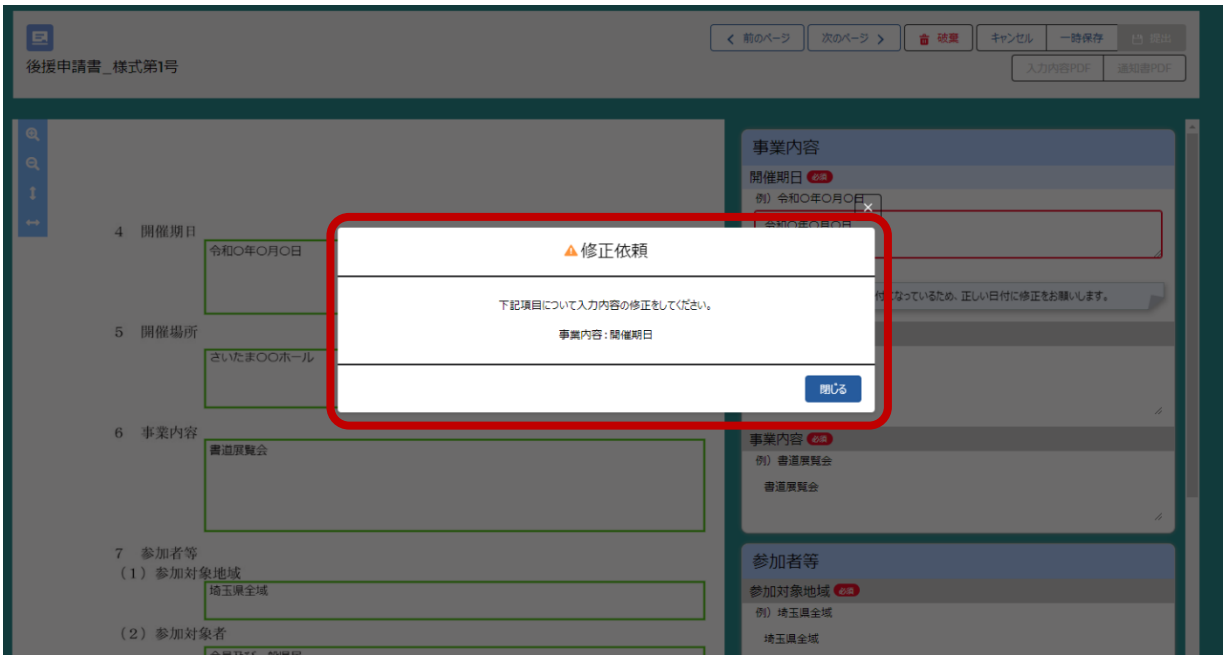 前のページ
次のページ
破棄
キャンセル
一時保存
提出
後援申請書_様式第1号
入力内容PDF
通知書PDF
4 開催期日
令和〇年〇月〇日
5 開催場所
さいたま〇〇ホール
6 事業内容
書道展覧会
7 参加者等
(1)参加対象地域
埼玉県全域
(2)参加対象者
事業内容
開催期日 必須
例)令和〇年〇月〇日
令和〇年〇月〇日
なっているため、正しい日付に修正をお願いします。
修正依頼
下記項目について入力内容の修正をしてください。
事業内容:開催期日
閉じる
事業内容 必須
例)書道展覧会
書道展覧会
参加者等
参加対象地域 必須
例)埼玉県全域
埼玉県全域